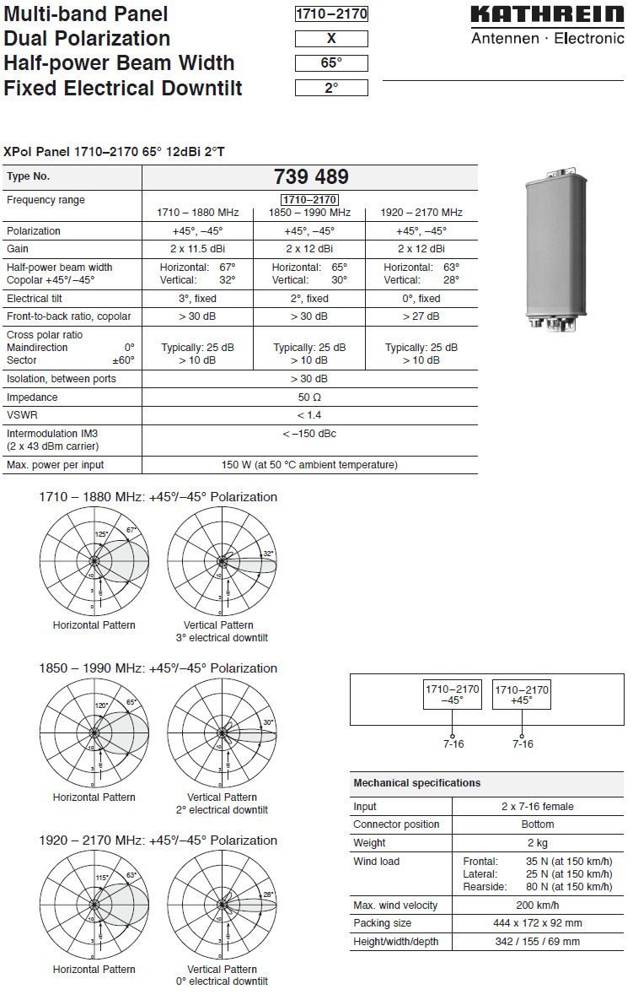 Multi-band Panel 1710–2170
Dual Polarization X
Half-power Beam Width 65°
Fixed Electrical Downtilt 2°
KATHREIN
Antennen · Electronic
XPol Panel 1710–2170 65° 12dBi 2°T
Type No. 739 489
Frequency range 1710–2170
1710 – 1880 MHz 1850 – 1990 MHz 1920 – 2170 MHz
Polarization +45°, –45° +45°, –45° +45°, –45°
Gain 2 x 11.5 dBi 2 x 12 dBi 2 x 12 dBi
Half-power beam width Horizontal: 67° Horizontal: 65° Horizontal: 63°
Copolar +45°/–45° Vertical: 32° Vertical: 30° Vertical: 28°
Electrical tilt 3°, fixed 2°, fixed 0°, fixed
Front-to-back ratio, copolar > 30 dB > 30 dB > 27 dB
Cross polar ratio
Maindirection 0° Typically: 25 dB Typically: 25 dB Typically: 25 dB
Sector ±60° > 10 dB > 10 dB > 10 dB
Isolation, between ports > 30 dB
Impedance 50 Ω
VSWR < 1.4
Intermodulation IM3 < –150 dBc
(2 x 43 dBm carrier)
Max. power per input 150 W (at 50 °C ambient temperature)
1710 – 1880 MHz: +45°/–45° Polarization
125° 67° 32°
10 10
3 dB 3 dB
0 0
Horizontal Pattern Vertical Pattern
3° electrical downtilt
1850 – 1990 MHz: +45°/–45° Polarization
120° 65° 30°
10 10
3 dB 3 dB
0 0
Horizontal Pattern Vertical Pattern
2° electrical downtilt
1920 – 2170 MHz: +45°/–45° Polarization
115° 63° 28°
10 10
3 dB 3 dB
0 0
Horizontal Pattern Vertical Pattern
0° electrical downtilt
1710–2170 1710–2170
–45° +45°
7-16 7-16
Mechanical specifications
Input 2 x 7-16 female
Connector position Bottom
Weight 2 kg
Wind load Frontal: 35 N (at 150 km/h)
Lateral: 25 N (at 150 km/h)
Rearside: 80 N (at 150 km/h)
Max. wind velocity 200 km/h
Packing size 444 x 172 x 92 mm
Height/width/depth 342 / 155 / 69 mm